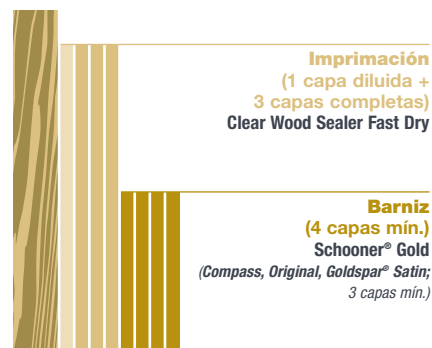 Imprimación
(1 capa diluida +
3 capas completas)
Clear Wood Sealer Fast Dry
Barniz
(4 capas mín.)
Schooner® Gold
(Compass, Original, Goldspar® Satin;
3 capas mín.)